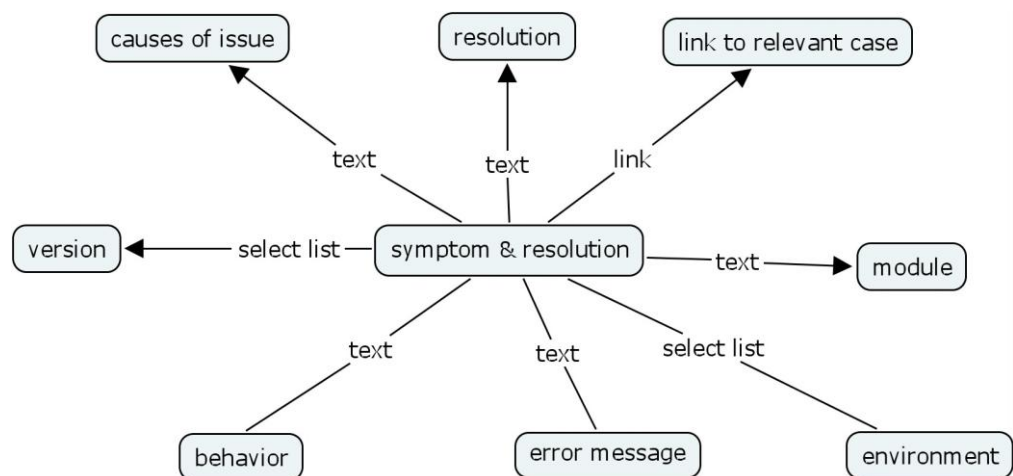 causes of issue
resolution
link to relevant case
text
text
link
version
select list
symptom & resolution
text
module
text
text
select list
behavior
error message
environment